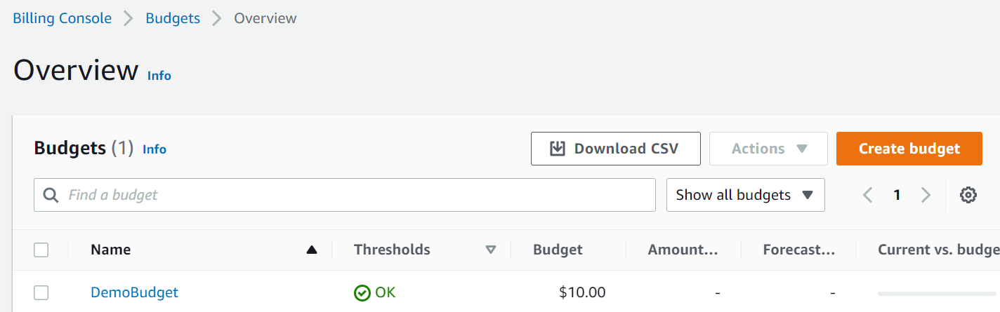 Billing Console Budgets Overview
Overview Info
Budgets (1) Info Download CSV Actions Create budget
Find a budget Show all budgets 1
Name Thresholds Budget Amount... Forecast... Current vs. budge
DemoBudget OK $10.00 - -